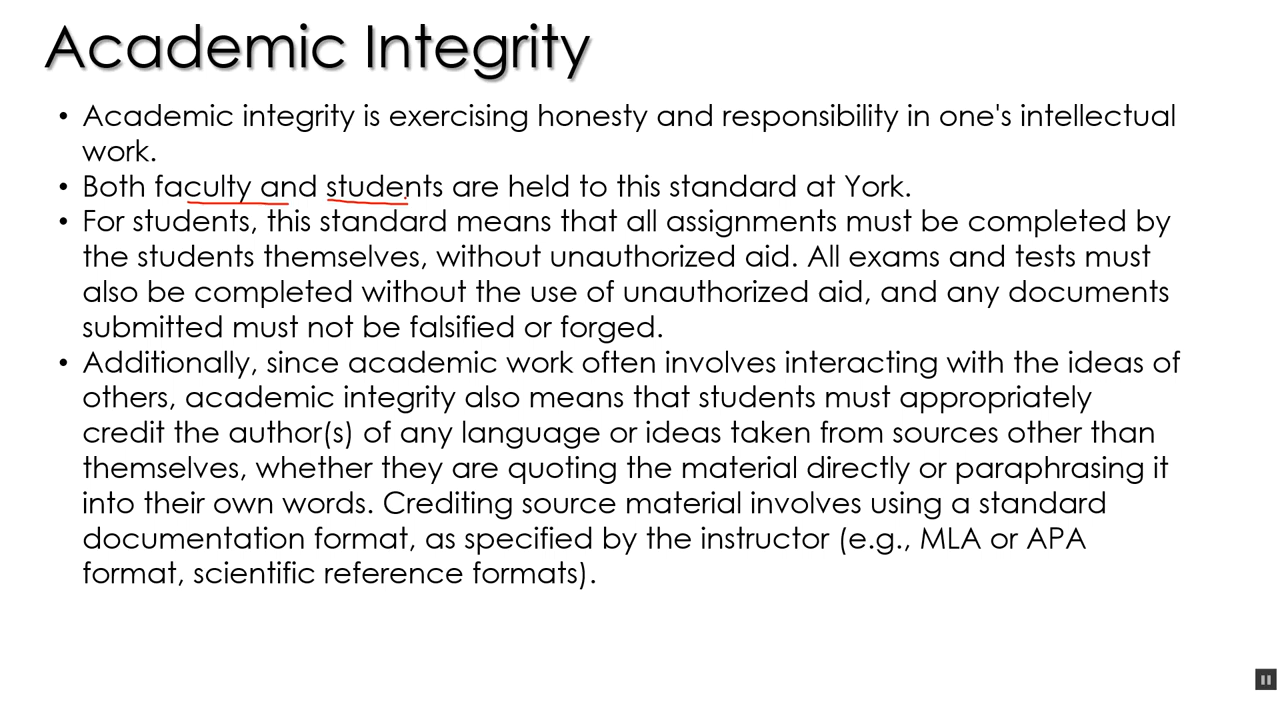 Academic Integrity
• Academic integrity is exercising honesty and responsibility in one's intellectual
work.
• Both faculty and students are held to this standard at York.
• For students, this standard means that all assignments must be completed by
the students themselves, without unauthorized aid. All exams and tests must
also be completed without the use of unauthorized aid, and any documents
submitted must not be falsified or forged.
• Additionally, since academic work often involves interacting with the ideas of
others, academic integrity also means that students must appropriately
credit the author(s) of any language or ideas taken from sources other than
themselves, whether they are quoting the material directly or paraphrasing it
into their own words. Crediting source material involves using a standard
documentation format, as specified by the instructor (e.g., MLA or APA
format, scientific reference formats).